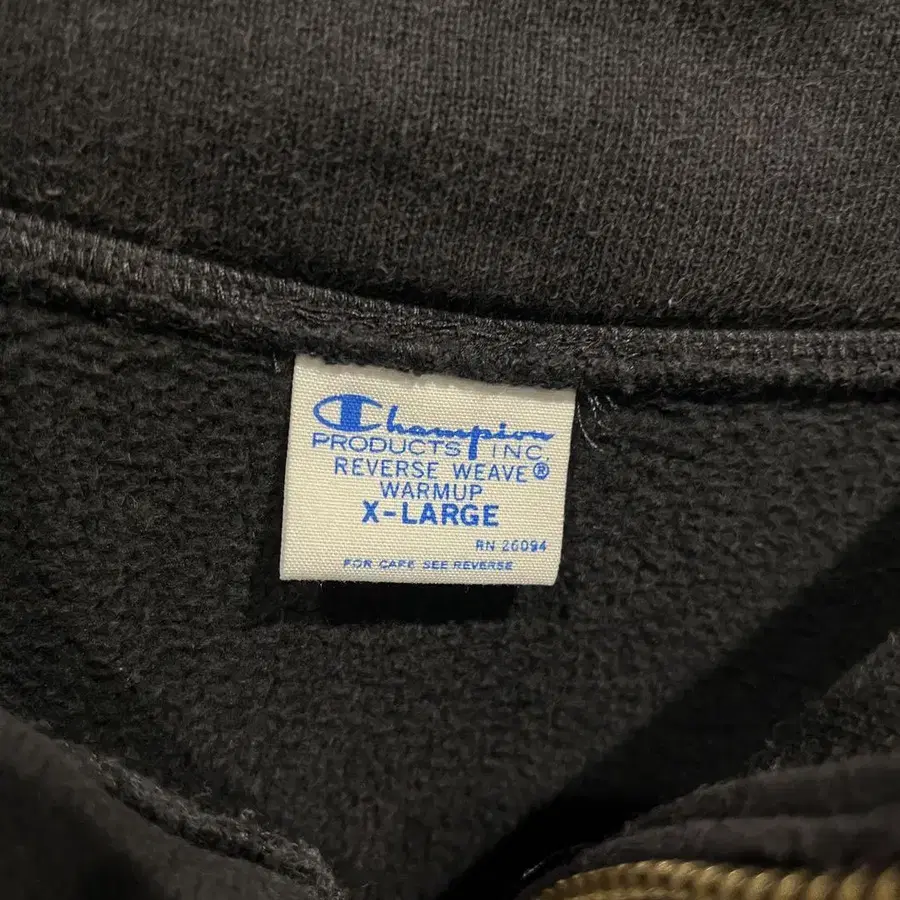 Champion
PRODUCTS INC.
REVERSE WEAVE®
WARMUP
X-LARGE
RN 26094
FOR CARE SEE REVERSE